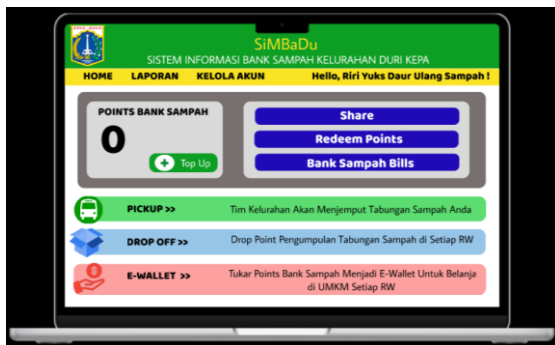 SiMBaDu
SISTEM INFORMASI BANK SAMPAH KELURAHAN DURI KEPA
HOME LAPORAN KELOLA AKUN Hello, Riri Yuks Daur Ulang Sampah !
POINTS BANK SAMPAH
0
Top Up
Share
Redeem Points
Bank Sampah Bills
PICKUP >> Tim Kelurahan Akan Menjemput Tabungan Sampah Anda
DROP OFF >> Drop Point Pengumpulan Tabungan Sampah di Setiap RW
E-WALLET >> Tukar Points Bank Sampah Menjadi E-Wallet Untuk Belanja
di UMKM Setiap RW